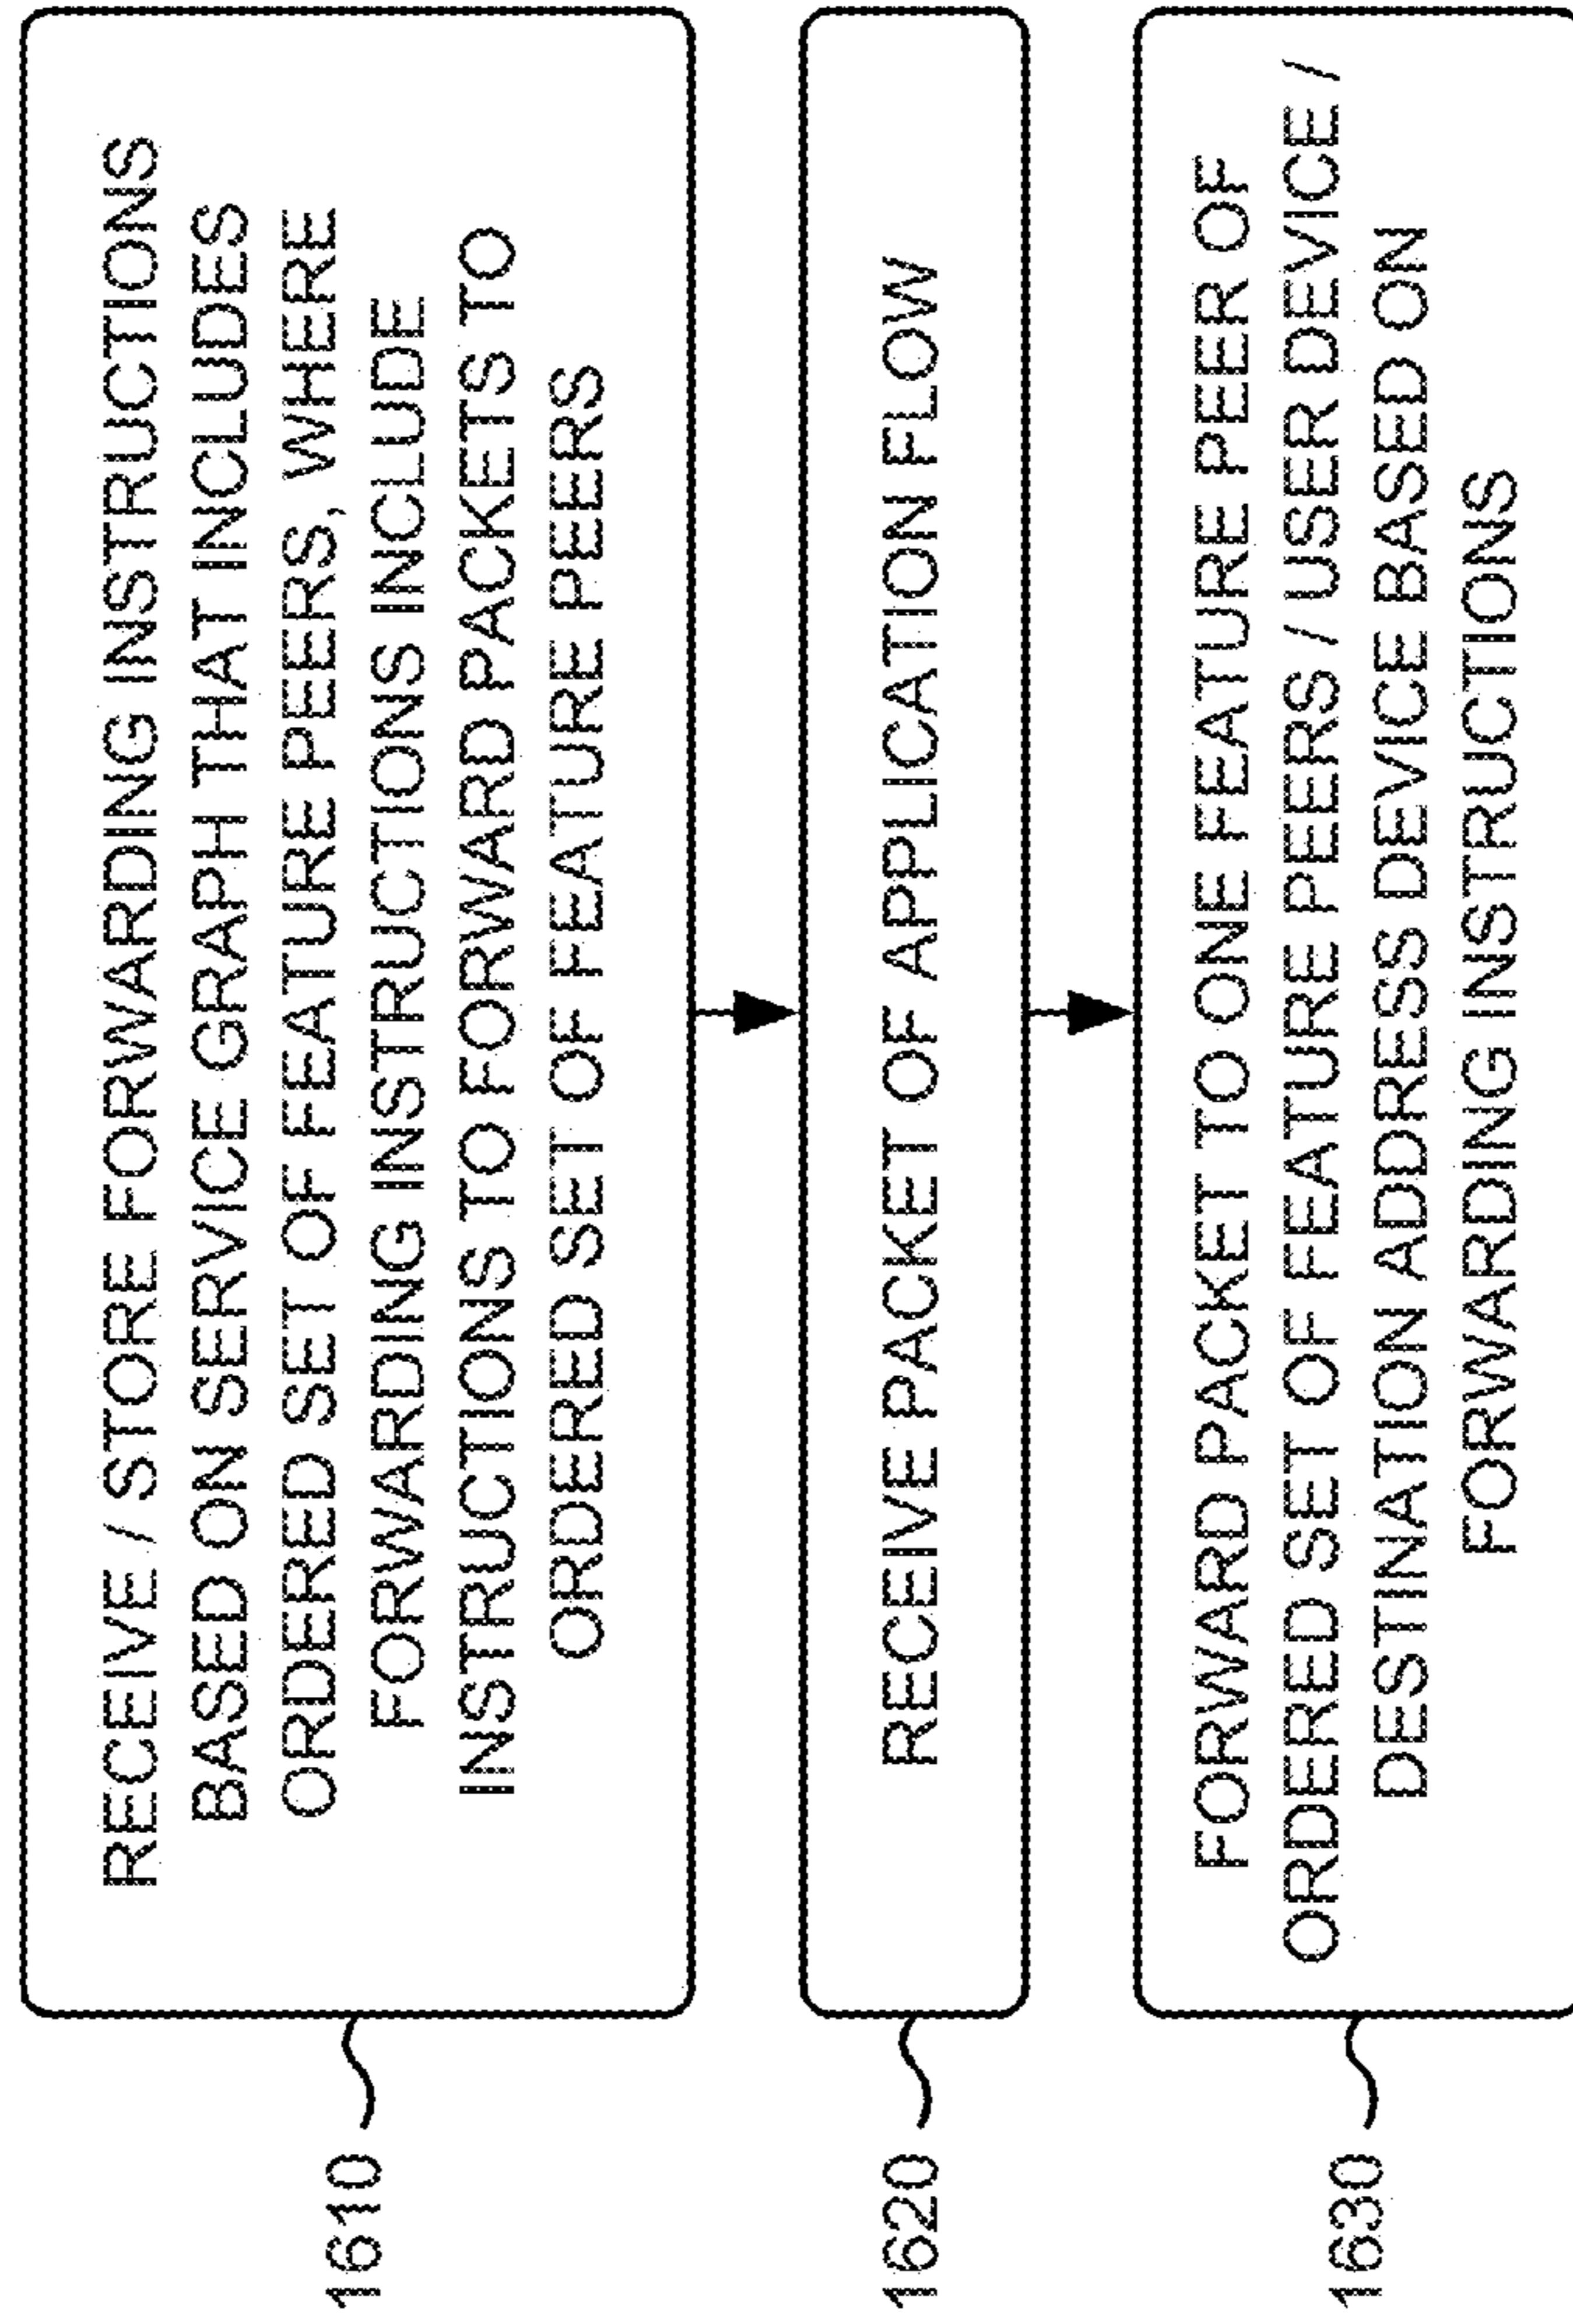 1610
RECEIVE / STORE FORWARDING INSTRUCTIONS
BASED ON SERVICE GRAPH THAT INCLUDES
ORDERED SET OF FEATURE PEERS, WHERE
FORWARDING INSTRUCTIONS INCLUDE
INSTRUCTIONS TO FORWARD PACKETS TO
ORDERED SET OF FEATURE PEERS
1620
RECEIVE PACKET OF APPLICATION FLOW
1630
FORWARD PACKET TO ONE FEATURE PEER OF
ORDERED SET OF FEATURE PEERS / USER DEVICE /
DESTINATION ADDRESS DEVICE BASED ON
FORWARDING INSTRUCTIONS